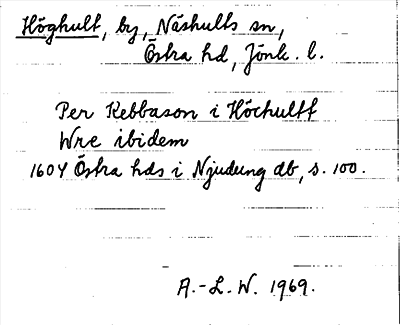 Höghult, by, Näshults sn,
Östra hd, Jönk. l.
Per Kebbason i Höchultt
Wre ibidem
1604 Östra hds i Njudung db, s. 100.
A.-L. W. 1969.